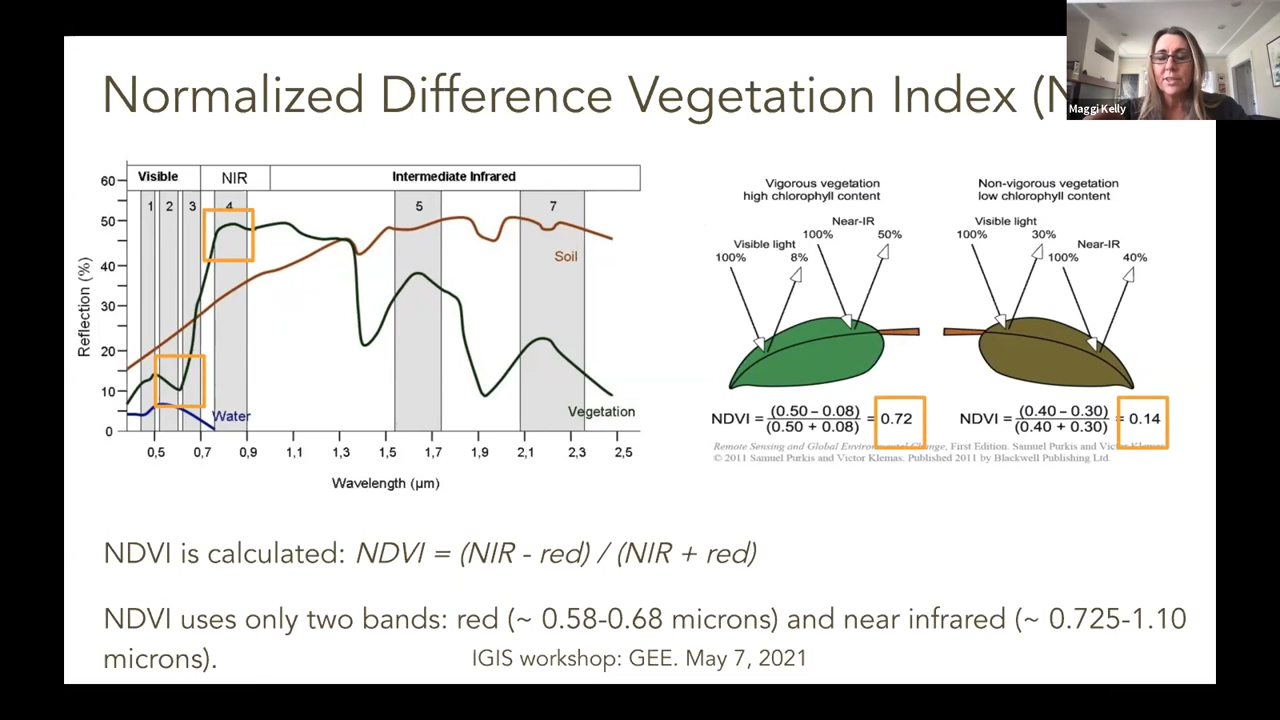 Normalized Difference Vegetation Index (N
Maggi Kelly
Visible
NIR
Intermediate Infrared
1
2
3
4
5
7
60
50
40
30
20
10
0
Reflection (%)
Soil
Vegetation
Water
0,5
0,7
0,9
1,1
1,3
1,5
1,7
1,9
2,1
2,3
2,5
Wavelength (µm)
Vigorous vegetation
high chlorophyll content
Near-IR
100%
50%
Visible light
100%
8%
NDVI = (0.50 – 0.08)
(0.50 + 0.08)
= 0.72
Non-vigorous vegetation
low chlorophyll content
Visible light
100%
30%
Near-IR
100%
40%
NDVI = (0.40 – 0.30)
(0.40 + 0.30)
= 0.14
Remote Sensing and Global Environmental Change, First Edition. Samuel Purkis and Victor Klemas.
© 2011 Samuel Purkis and Victor Klemas. Published 2011 by Blackwell Publishing Ltd.
NDVI is calculated: NDVI = (NIR - red) / (NIR + red)
NDVI uses only two bands: red (~ 0.58-0.68 microns) and near infrared (~ 0.725-1.10
microns).
IGIS workshop: GEE. May 7, 2021